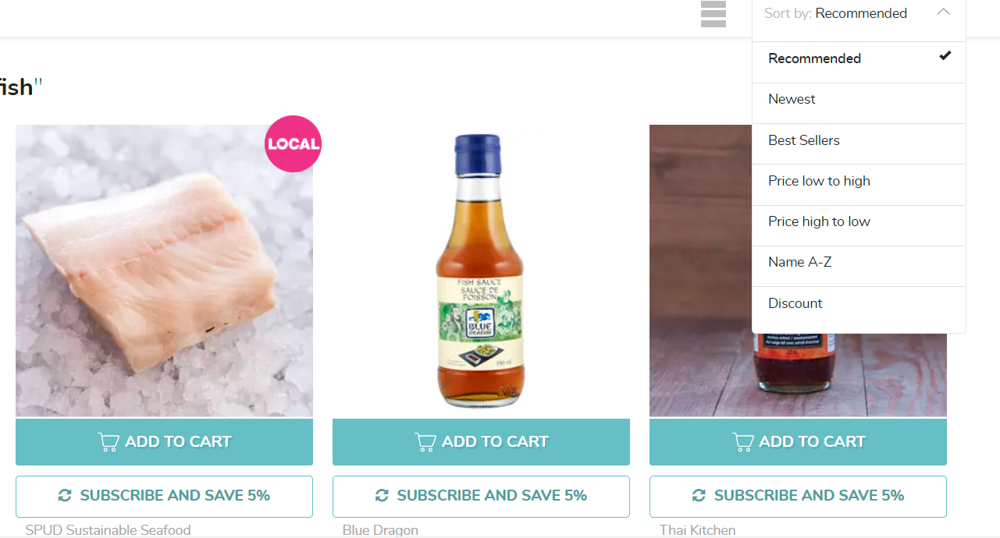 Sort by: Recommended
Recommended
Newest
Best Sellers
Price low to high
Price high to low
Name A-Z
Discount
fish"
LOCAL
FISH SAUCE
SAUCE DE
POISSON
BLUE
DRAGON
190 ml
ADD TO CART
ADD TO CART
ADD TO CART
SUBSCRIBE AND SAVE 5%
SUBSCRIBE AND SAVE 5%
SUBSCRIBE AND SAVE 5%
SPUD Sustainable Seafood
Blue Dragon
Thai Kitchen